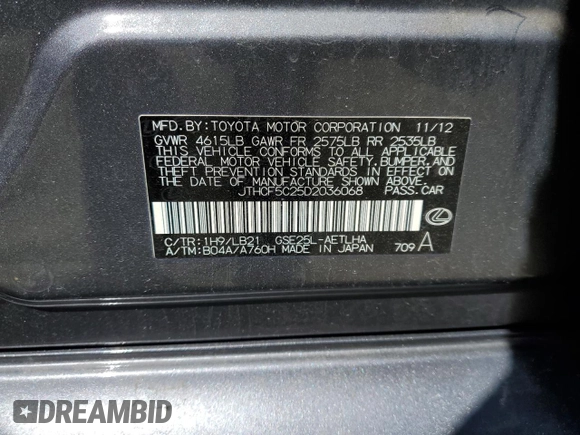 MFD.BY:TOYOTA MOTOR CORPORATION 11/12
GVWR 4615LB GAWR FR 2575LB RR 2535LB
THIS VEHICLE CONFORMS TO ALL APPLICABLE
FEDERAL MOTOR VEHICLE SAFETY,BUMPER,AND
THEFT PREVENTION STANDARDS IN EFFECT ON
THE DATE OF MANUFACTURE SHOWN ABOVE.
JTHCF5C25D2036068 PASS.CAR
C/TR:1H9/LB21 GSE25L-AETLHA
A/TM:B04A/A760H MADE IN JAPAN 709 A
DREAMBID